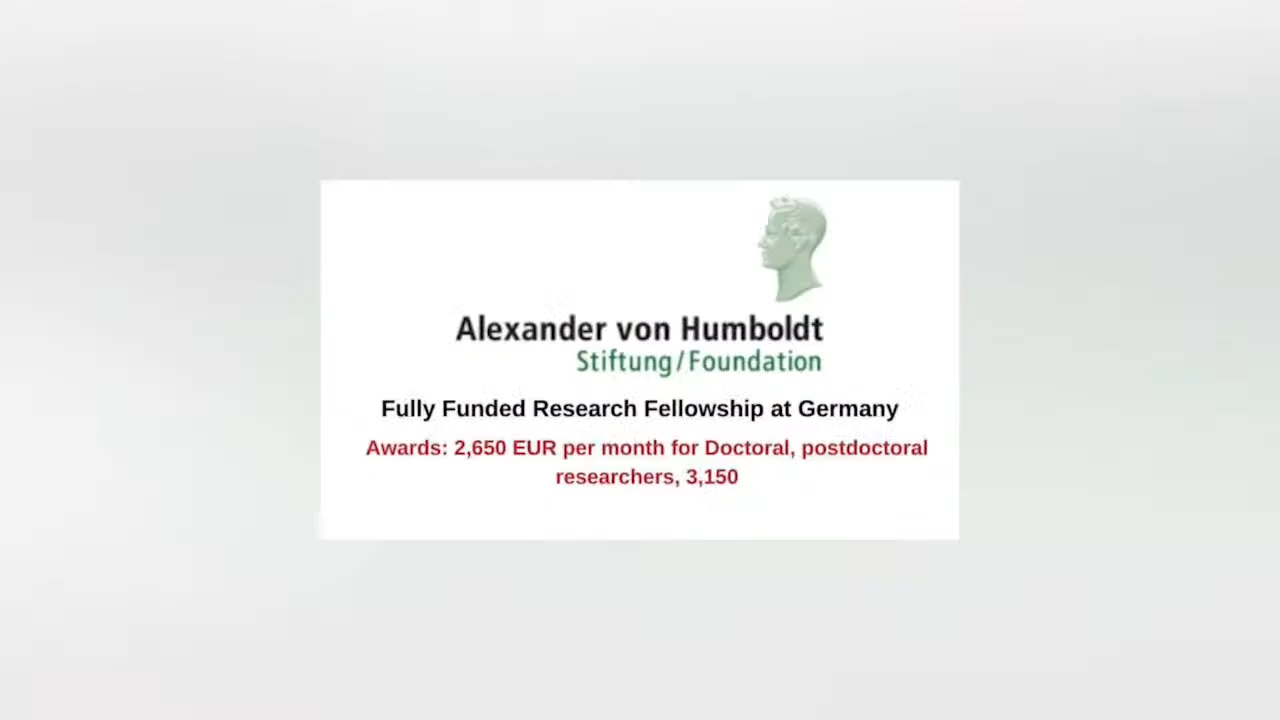 Alexander von Humboldt
Stiftung/Foundation
Fully Funded Research Fellowship at Germany
Awards: 2,650 EUR per month for Doctoral, postdoctoral
researchers, 3,150